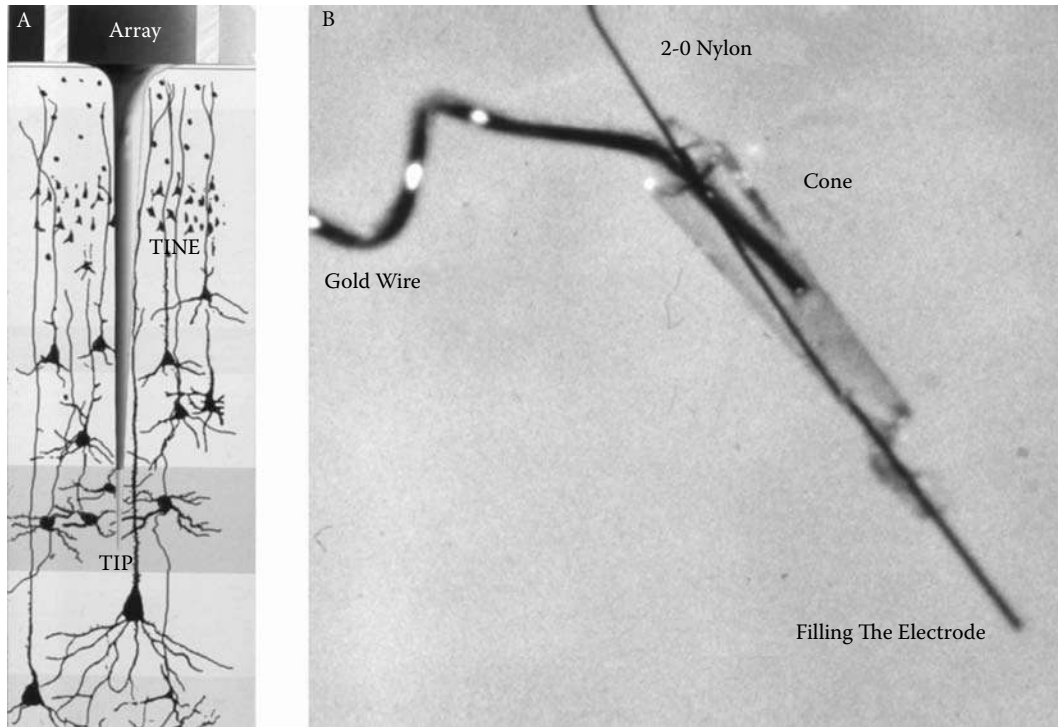 A
Array
TINE
TIP
B
2-0 Nylon
Cone
Gold Wire
Filling The Electrode